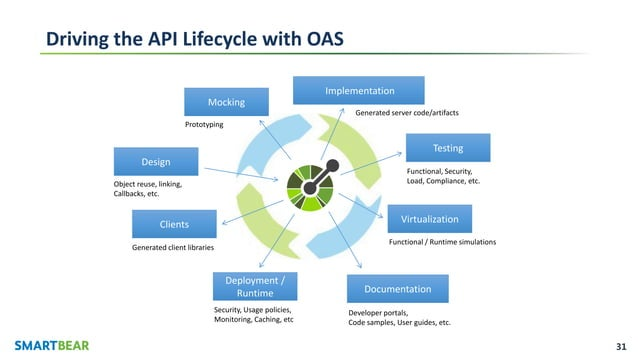 Driving the API Lifecycle with OAS
Mocking
Prototyping
Implementation
Generated server code/artifacts
Design
Object reuse, linking,
Callbacks, etc.
Testing
Functional, Security,
Load, Compliance, etc.
Clients
Generated client libraries
Virtualization
Functional / Runtime simulations
Deployment /
Runtime
Security, Usage policies,
Monitoring, Caching, etc
Documentation
Developer portals,
Code samples, User guides, etc.
SMARTBEAR
31